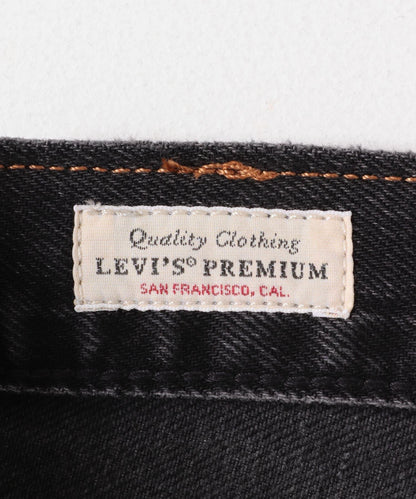 Quality Clothing
LEVI'S® PREMIUM
SAN FRANCISCO, CAL.